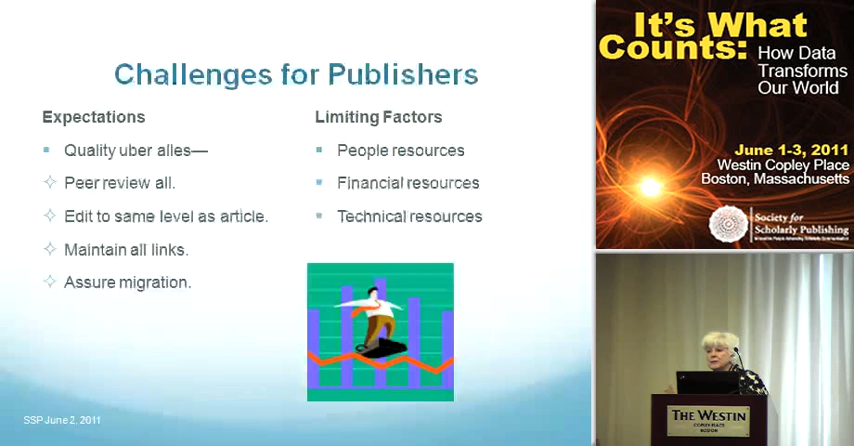 Challenges for Publishers
Expectations
Quality uber alles—
Peer review all.
Edit to same level as article.
Maintain all links.
Assure migration.
Limiting Factors
People resources
Financial resources
Technical resources
SSP June 2, 2011
It's What
Counts: How Data
Transforms
Our World
June 1-3, 2011
Westin Copley Place
Boston, Massachusetts
Society for
Scholarly Publishing
THE WESTIN
COPLEY PLACE
BOSTON